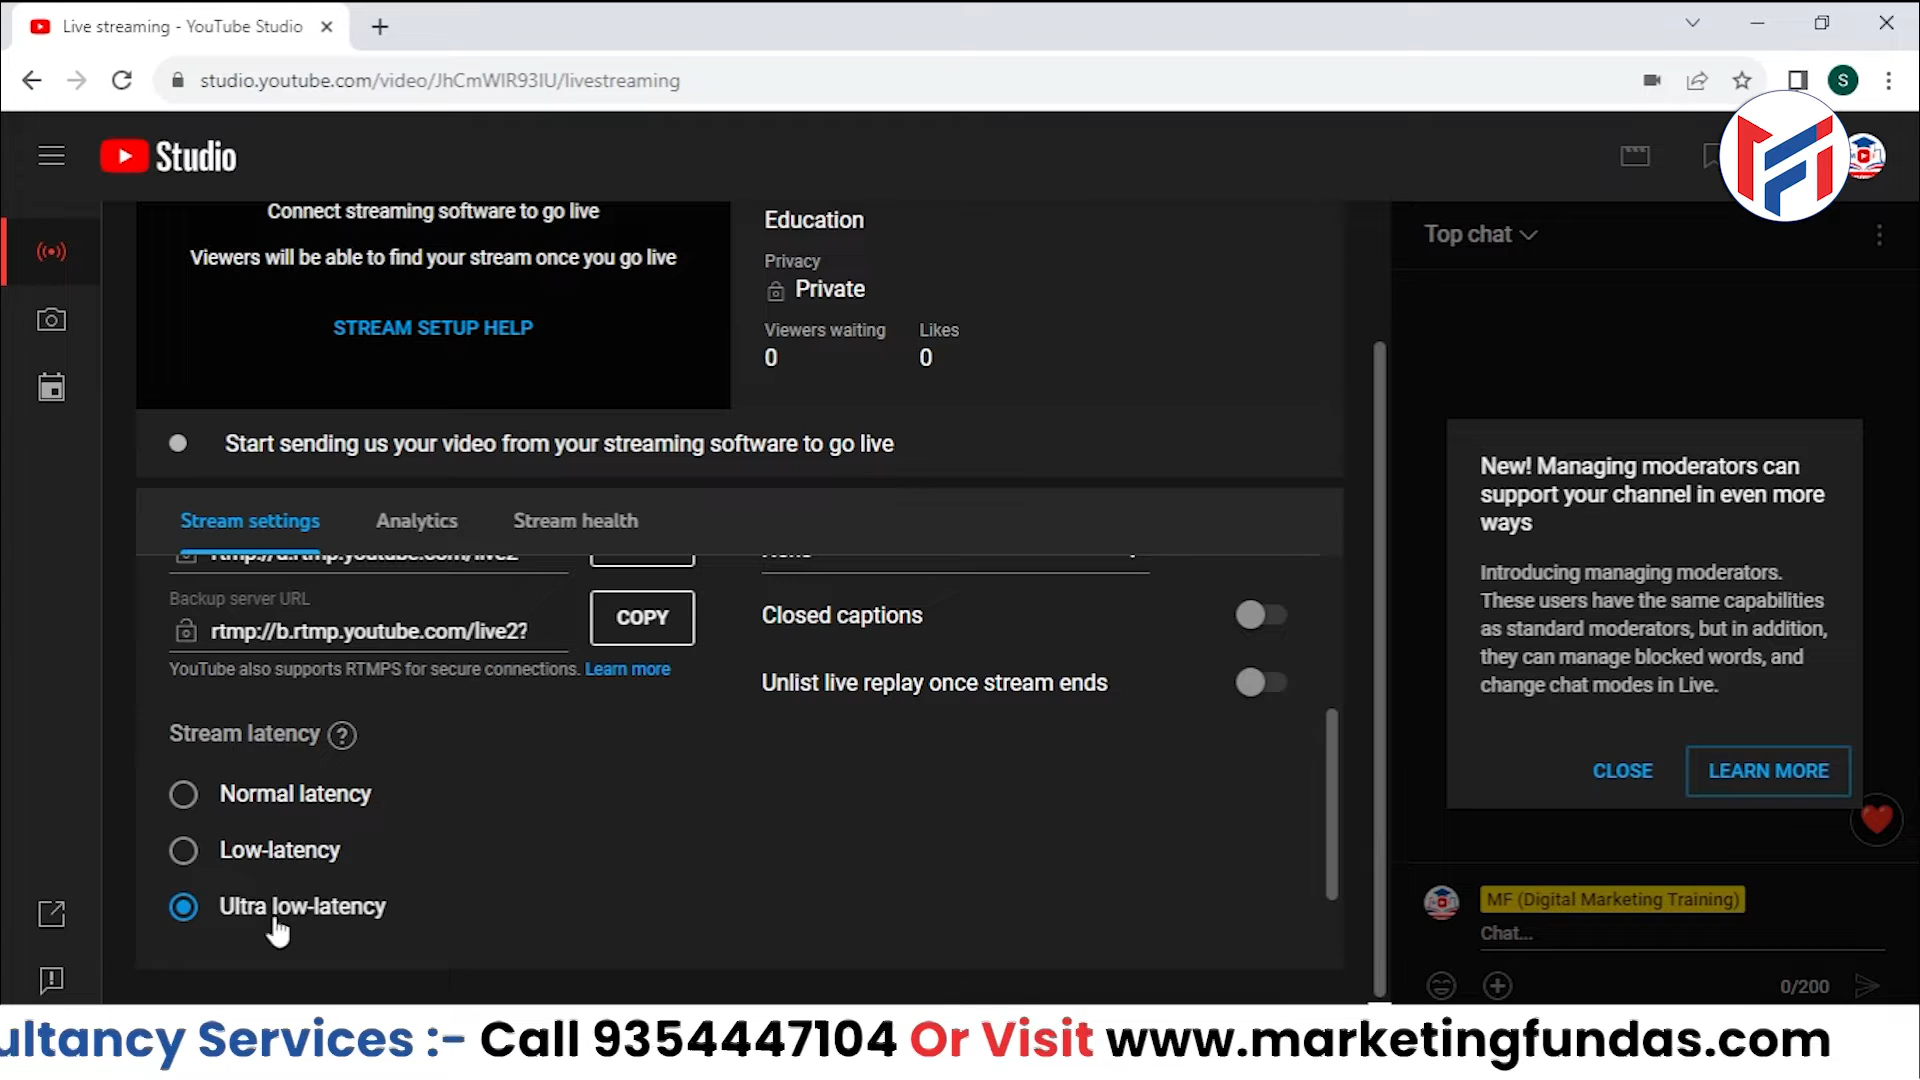 Live streaming - YouTube Studio
studio.youtube.com/video/JhCmWlR93IU/livestreaming
S
Studio
Connect streaming software to go live
Viewers will be able to find your stream once you go live
STREAM SETUP HELP
Education
Privacy
Private
Viewers waiting Likes
0 0
Top chat
Start sending us your video from your streaming software to go live
Stream settings Analytics Stream health
rtmp://a.rtmp.youtube.com/live2
None
Backup server URL
rtmp://b.rtmp.youtube.com/live2?
COPY
YouTube also supports RTMPS for secure connections. Learn more
Closed captions
Unlist live replay once stream ends
Stream latency
Normal latency
Low-latency
Ultra low-latency
New! Managing moderators can
support your channel in even more
ways
Introducing managing moderators.
These users have the same capabilities
as standard moderators, but in addition,
they can manage blocked words, and
change chat modes in Live.
CLOSE LEARN MORE
MF (Digital Marketing Training)
Chat...
0/200
ultancy Services :- Call 9354447104 Or Visit www.marketingfundas.com